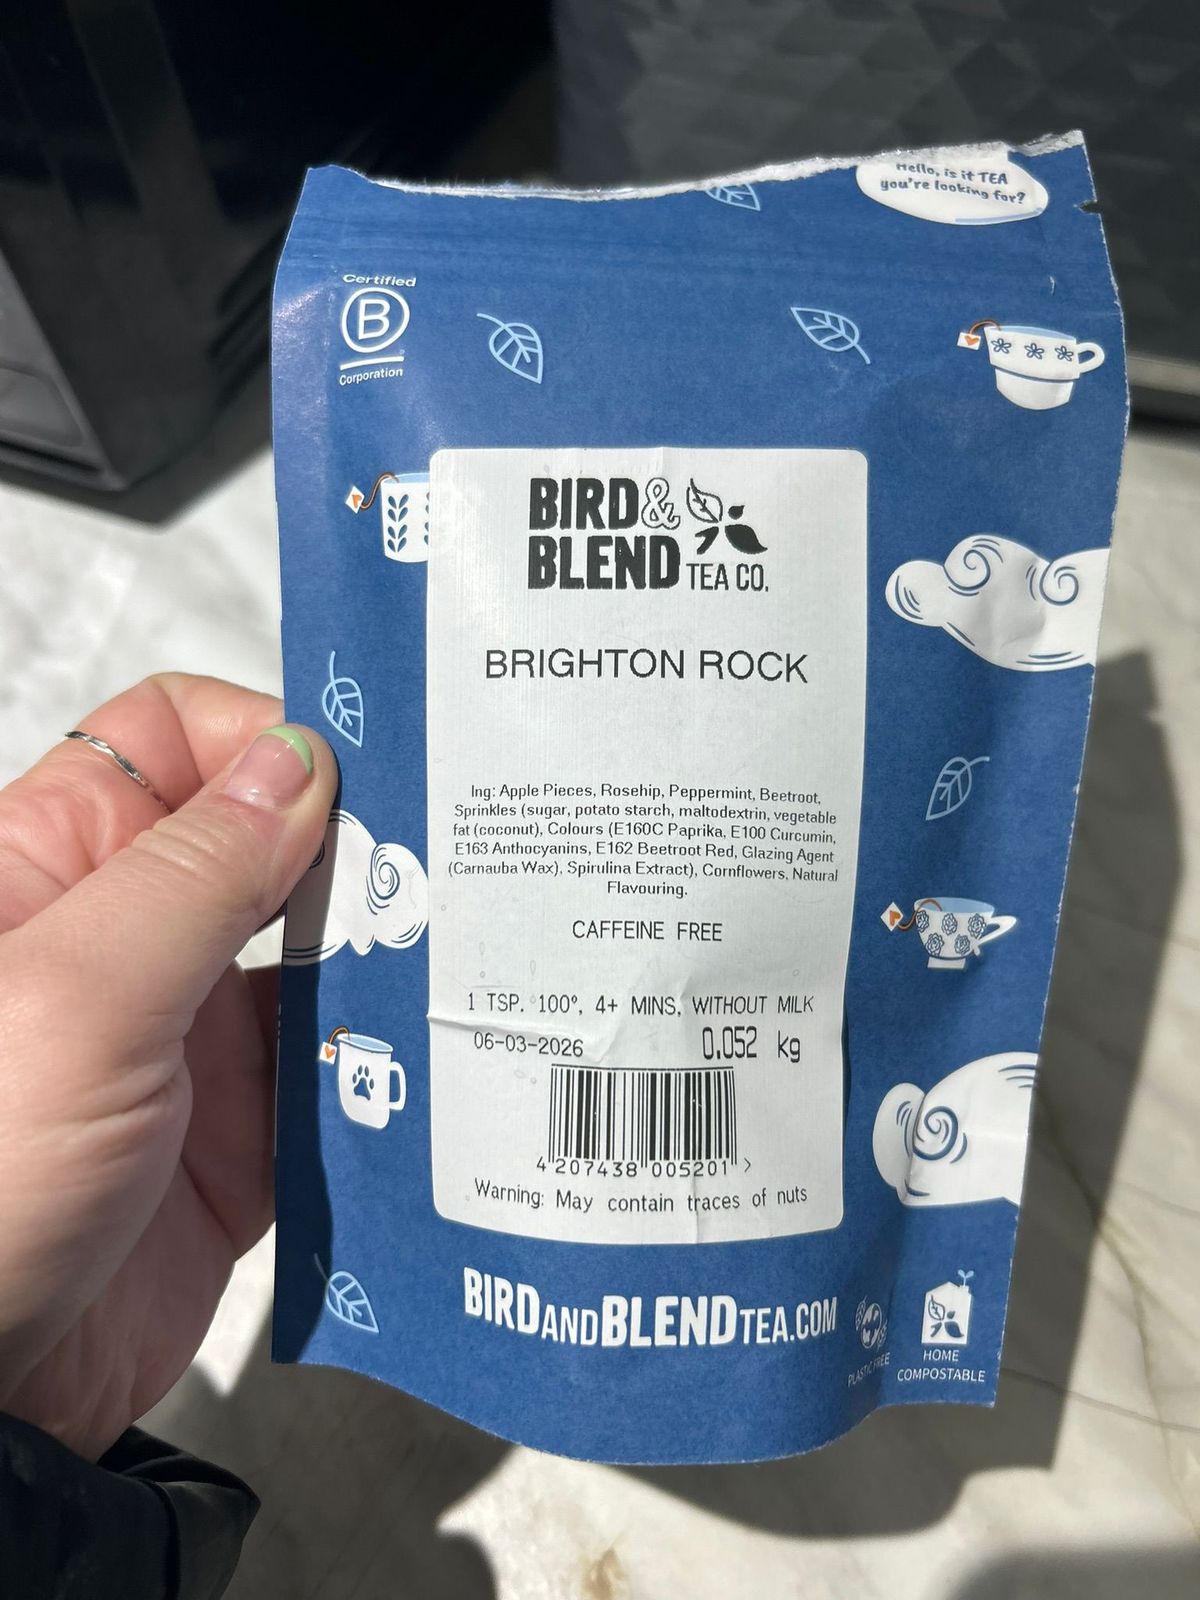 Hello, is it TEA
you're looking for?
Certified
B
Corporation
BIRD&
BLEND TEA CO.
BRIGHTON ROCK
Ing: Apple Pieces, Rosehip, Peppermint, Beetroot,
Sprinkles (sugar, potato starch, maltodextrin, vegetable
fat (coconut), Colours (E160C Paprika, E100 Curcumin,
E163 Anthocyanins, E162 Beetroot Red, Glazing Agent
(Carnauba Wax), Spirulina Extract), Cornflowers, Natural
Flavouring.
CAFFEINE FREE
1 TSP. 100°, 4+ MINS, WITHOUT MILK
06-03-2026 0.052 kg
4 207438 005201 >
Warning: May contain traces of nuts
BIRDANDBLENDTEA.COM
PLASTIC FREE
HOME
COMPOSTABLE